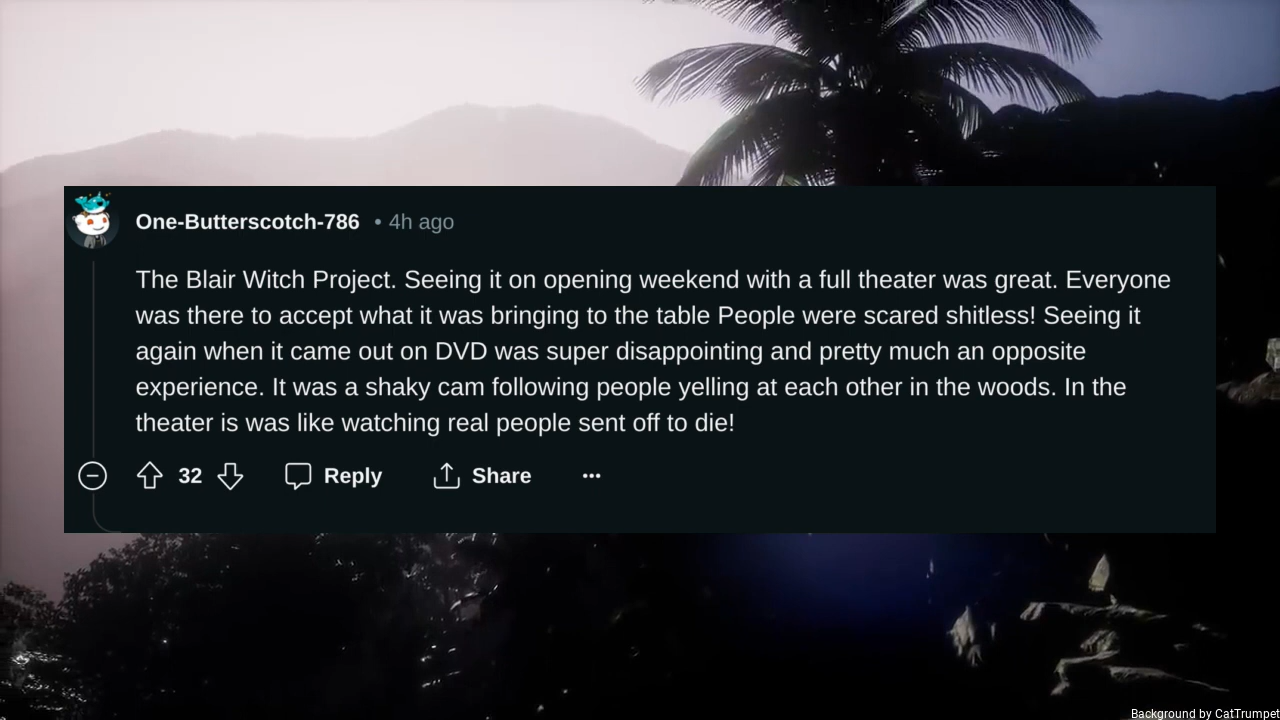 One-Butterscotch-786 • 4h ago
The Blair Witch Project. Seeing it on opening weekend with a full theater was great. Everyone
was there to accept what it was bringing to the table People were scared shitless! Seeing it
again when it came out on DVD was super disappointing and pretty much an opposite
experience. It was a shaky cam following people yelling at each other in the woods. In the
theater is was like watching real people sent off to die!
32 Reply Share ...
Background by CatTrumpet